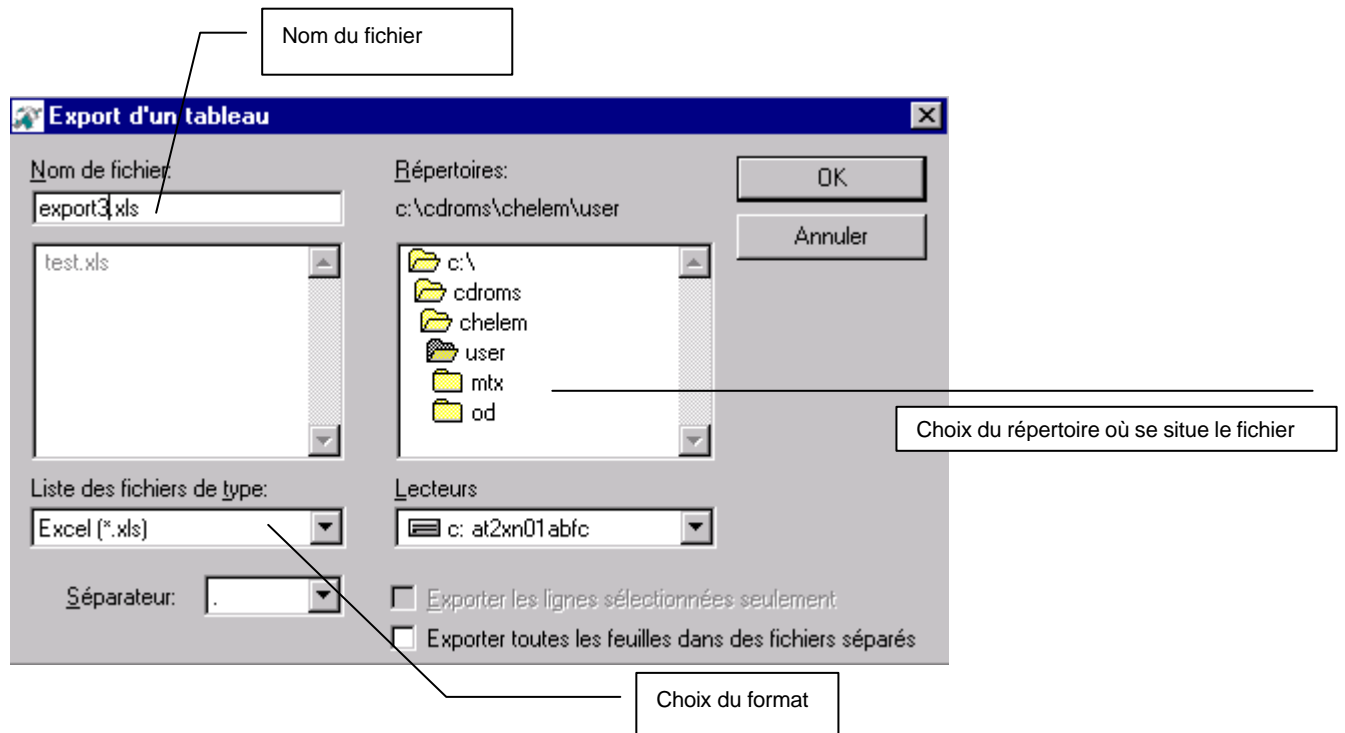 Nom du fichier
Export d'un tableau
Nom de fichier:
export3.xls
test.xls
Répertoires:
c:\cdroms\chelem\user
c:\
cdroms
chelem
user
mtx
od
OK
Annuler
Choix du répertoire où se situe le fichier
Liste des fichiers de type:
Excel (*.xls)
Lecteurs
c: at2xn01abfc
Séparateur:
.
Exporter les lignes sélectionnées seulement
Exporter toutes les feuilles dans des fichiers séparés
Choix du format